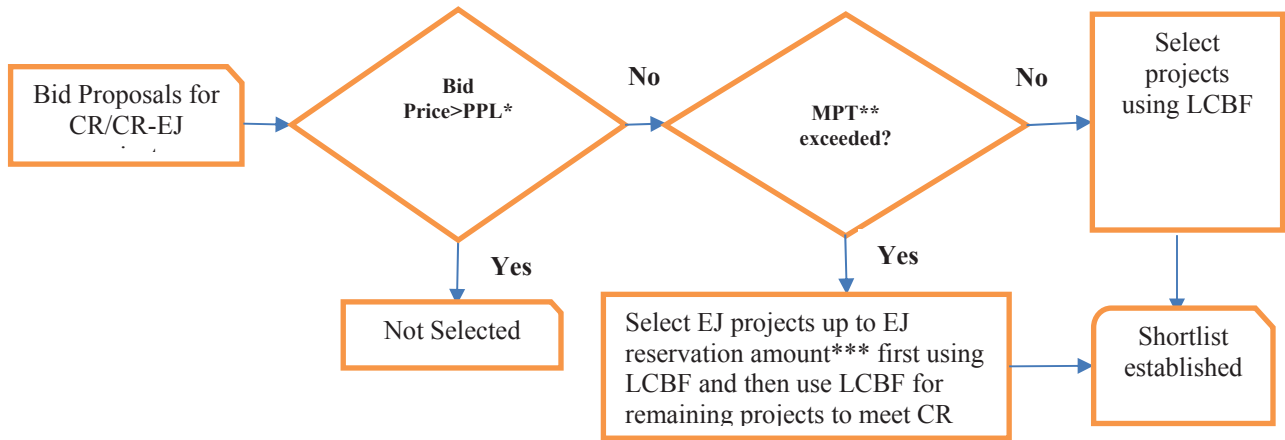 Bid Proposals for
CR/CR-EJ
Bid
Price>PPL*
No
MPT**
exceeded?
No
Select
projects
using LCBF
Yes
Not Selected
Yes
Select EJ projects up to EJ
reservation amount*** first using
LCBF and then use LCBF for
remaining projects to meet CR
Shortlist
established